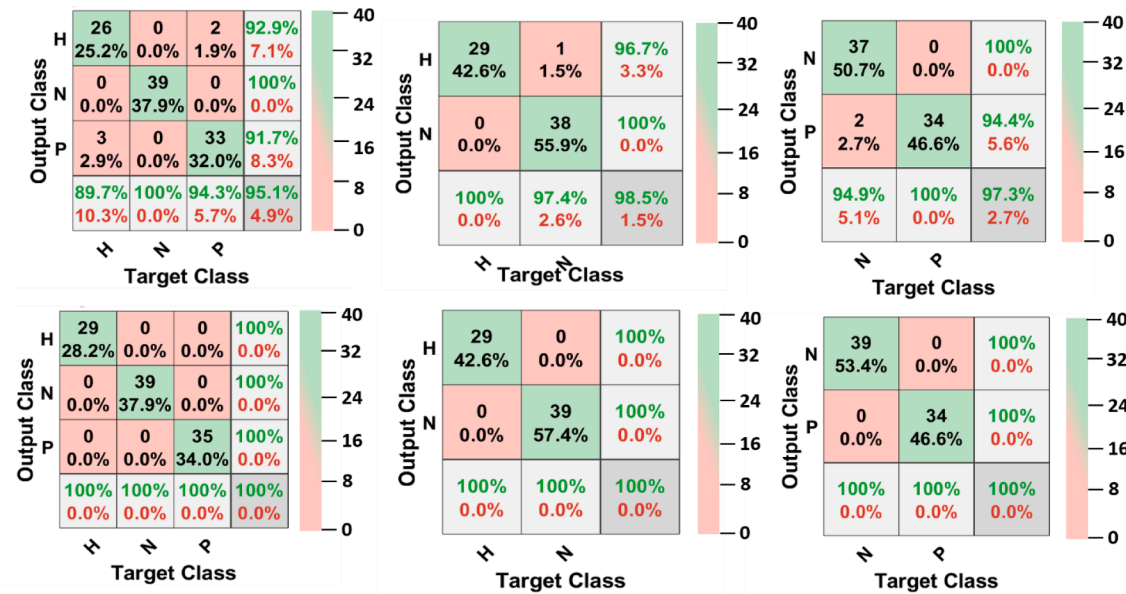 H 26 0 2 92.9% 40
25.2% 0.0% 1.9% 7.1% 32
N 0 39 0 100% 24
0.0% 37.9% 0.0% 0.0%
P 3 0 33 91.7% 16
2.9% 0.0% 32.0% 8.3%
89.7% 100% 94.3% 95.1% 8
10.3% 0.0% 5.7% 4.9% 0
Output Class
H N P
Target Class
H 29 1 96.7% 40
42.6% 1.5% 3.3% 32
24
N 0 38 100%
0.0% 55.9% 0.0% 16
100% 97.4% 98.5% 8
0.0% 2.6% 1.5% 0
Output Class
H N
Target Class
N 37 0 100% 40
50.7% 0.0% 0.0% 32
24
P 2 34 94.4%
2.7% 46.6% 5.6% 16
94.9% 100% 97.3% 8
5.1% 0.0% 2.7% 0
Output Class
N P
Target Class
H 29 0 0 100% 40
28.2% 0.0% 0.0% 0.0% 32
N 0 39 0 100% 24
0.0% 37.9% 0.0% 0.0%
P 0 0 35 100% 16
0.0% 0.0% 34.0% 0.0%
100% 100% 100% 100% 8
0.0% 0.0% 0.0% 0.0% 0
Output Class
H N P
Target Class
H 29 0 100% 40
42.6% 0.0% 0.0% 32
24
N 0 39 100%
0.0% 57.4% 0.0% 16
100% 100% 100% 8
0.0% 0.0% 0.0% 0
Output Class
H N
Target Class
N 39 0 100% 40
53.4% 0.0% 0.0% 32
24
P 0 34 100%
0.0% 46.6% 0.0% 16
100% 100% 100% 8
0.0% 0.0% 0.0% 0
Output Class
N P
Target Class